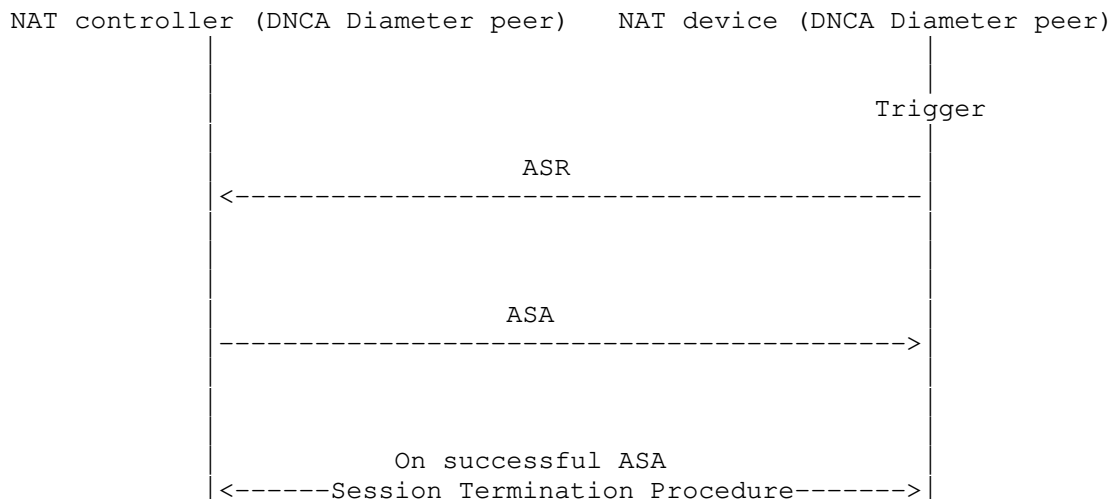 NAT controller (DNCA Diameter peer)   NAT device (DNCA Diameter peer)
Trigger
ASR
ASA
On successful ASA
Session Termination Procedure